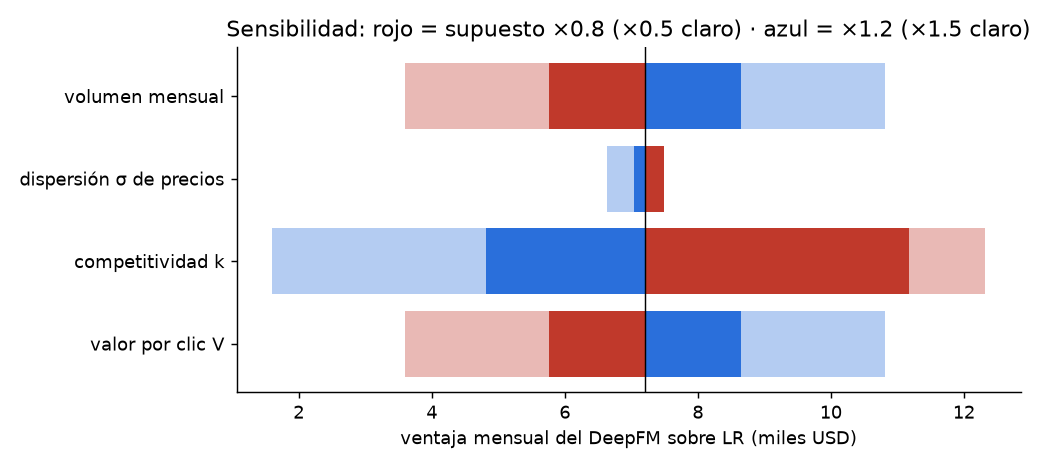 Sensibilidad: rojo = supuesto ×0.8 (×0.5 claro) · azul = ×1.2 (×1.5 claro)
volumen mensual
dispersión σ de precios
competitividad k
valor por clic V
2 4 6 8 10 12
ventaja mensual del DeepFM sobre LR (miles USD)